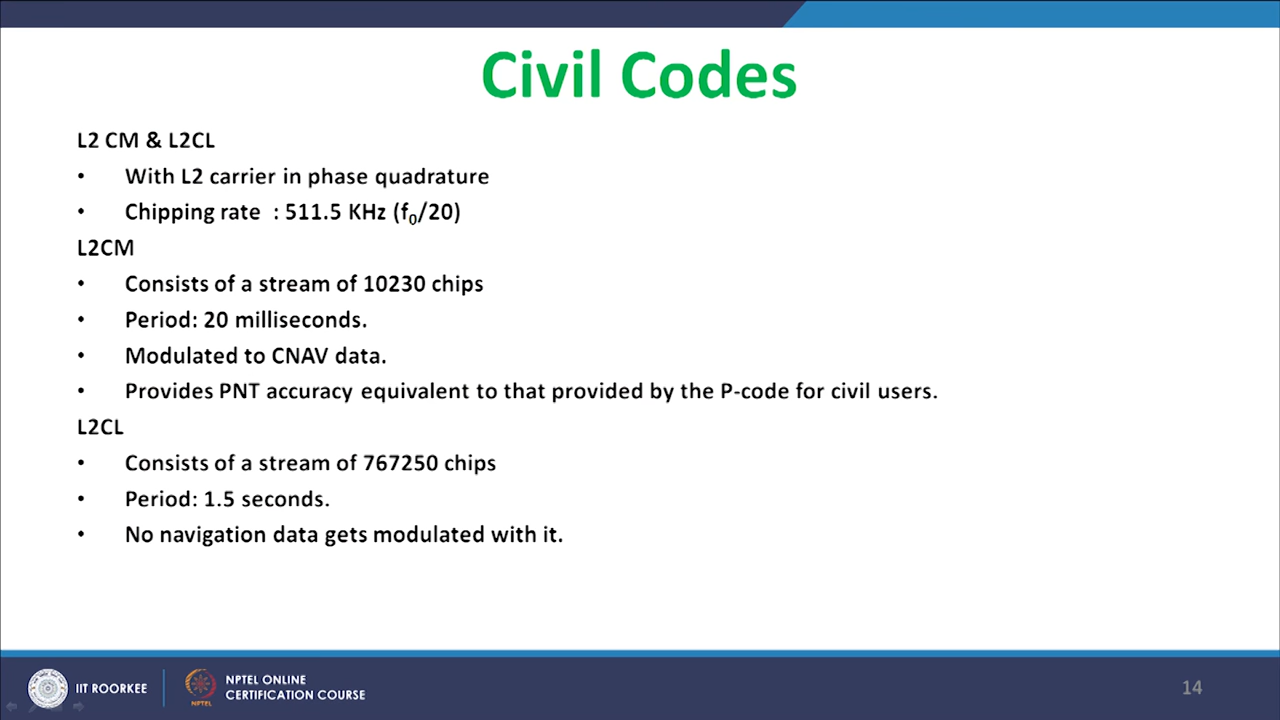 Civil Codes
L2 CM & L2CL
• With L2 carrier in phase quadrature
• Chipping rate : 511.5 KHz (f₀/20)
L2CM
• Consists of a stream of 10230 chips
• Period: 20 milliseconds.
• Modulated to CNAV data.
• Provides PNT accuracy equivalent to that provided by the P-code for civil users.
L2CL
• Consists of a stream of 767250 chips
• Period: 1.5 seconds.
• No navigation data gets modulated with it.
IIT ROORKEE
NPTEL
NPTEL ONLINE
CERTIFICATION COURSE
14